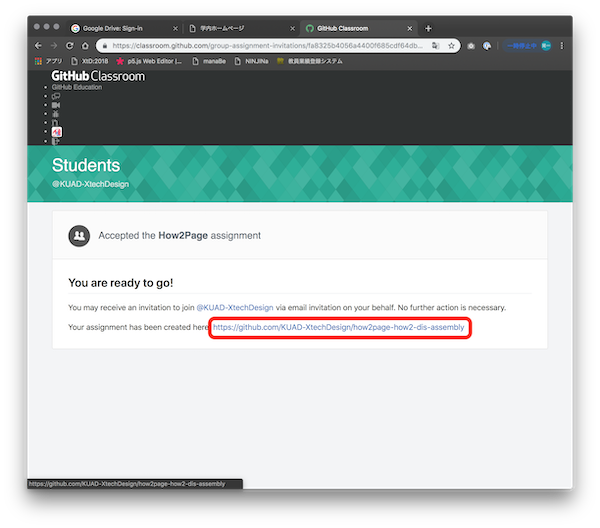 Google Drive: Sign-in
学内ホームページ
GitHub Classroom
https://classroom.github.com/group-assignment-invitations/fa8325b4056a4400f685cdf64db...
一時停止中
アプリ
XtD:2018
p5.js Web Editor |...
manaBe
NINJINe
教員業績登録システム
GitHub Classroom
GitHub Education
Students
@KUAD-XtechDesign
Accepted the How2Page assignment
You are ready to go!
You may receive an invitation to join @KUAD-XtechDesign via email invitation on your behalf. No further action is necessary.
Your assignment has been created here: https://github.com/KUAD-XtechDesign/how2page-how2-dis-assembly
https://github.com/KUAD-XtechDesign/how2page-how2-dis-assembly